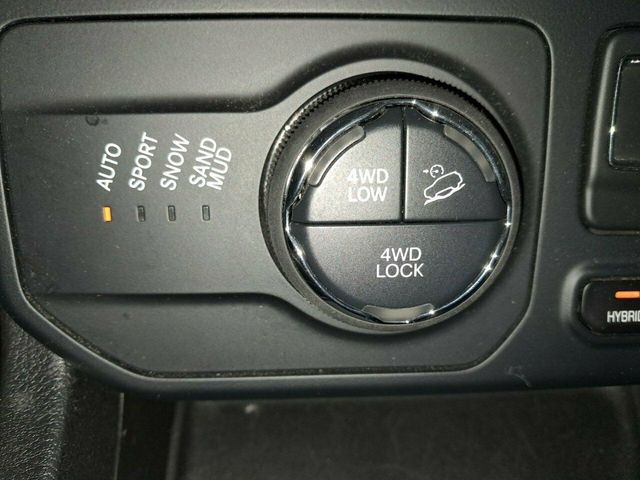 AUTO
SPORT
SNOW
SAND
MUD
4WD
LOW
4WD
LOCK
HYBRID